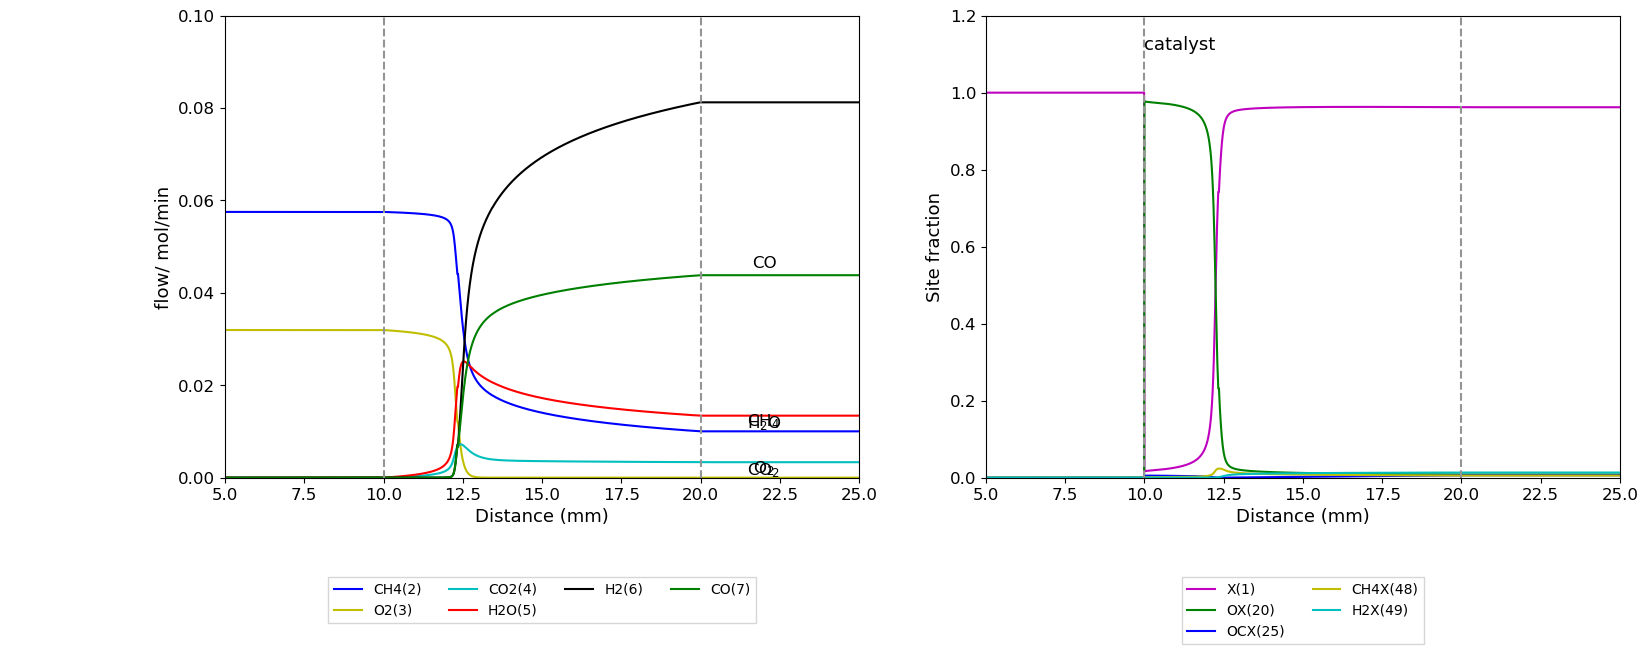 0.10
0.08
0.06
0.04
0.02
0.00
flow/ mol/min
5.0 7.5 10.0 12.5 15.0 17.5 20.0 22.5 25.0
Distance (mm)
CO
CH4
H2O
O2
CO2
CH4(2) CO2(4) H2(6) CO(7)
O2(3) H2O(5)
1.2
1.0
0.8
0.6
0.4
0.2
0.0
Site fraction
catalyst
5.0 7.5 10.0 12.5 15.0 17.5 20.0 22.5 25.0
Distance (mm)
X(1) CH4X(48)
OX(20) H2X(49)
OCX(25)